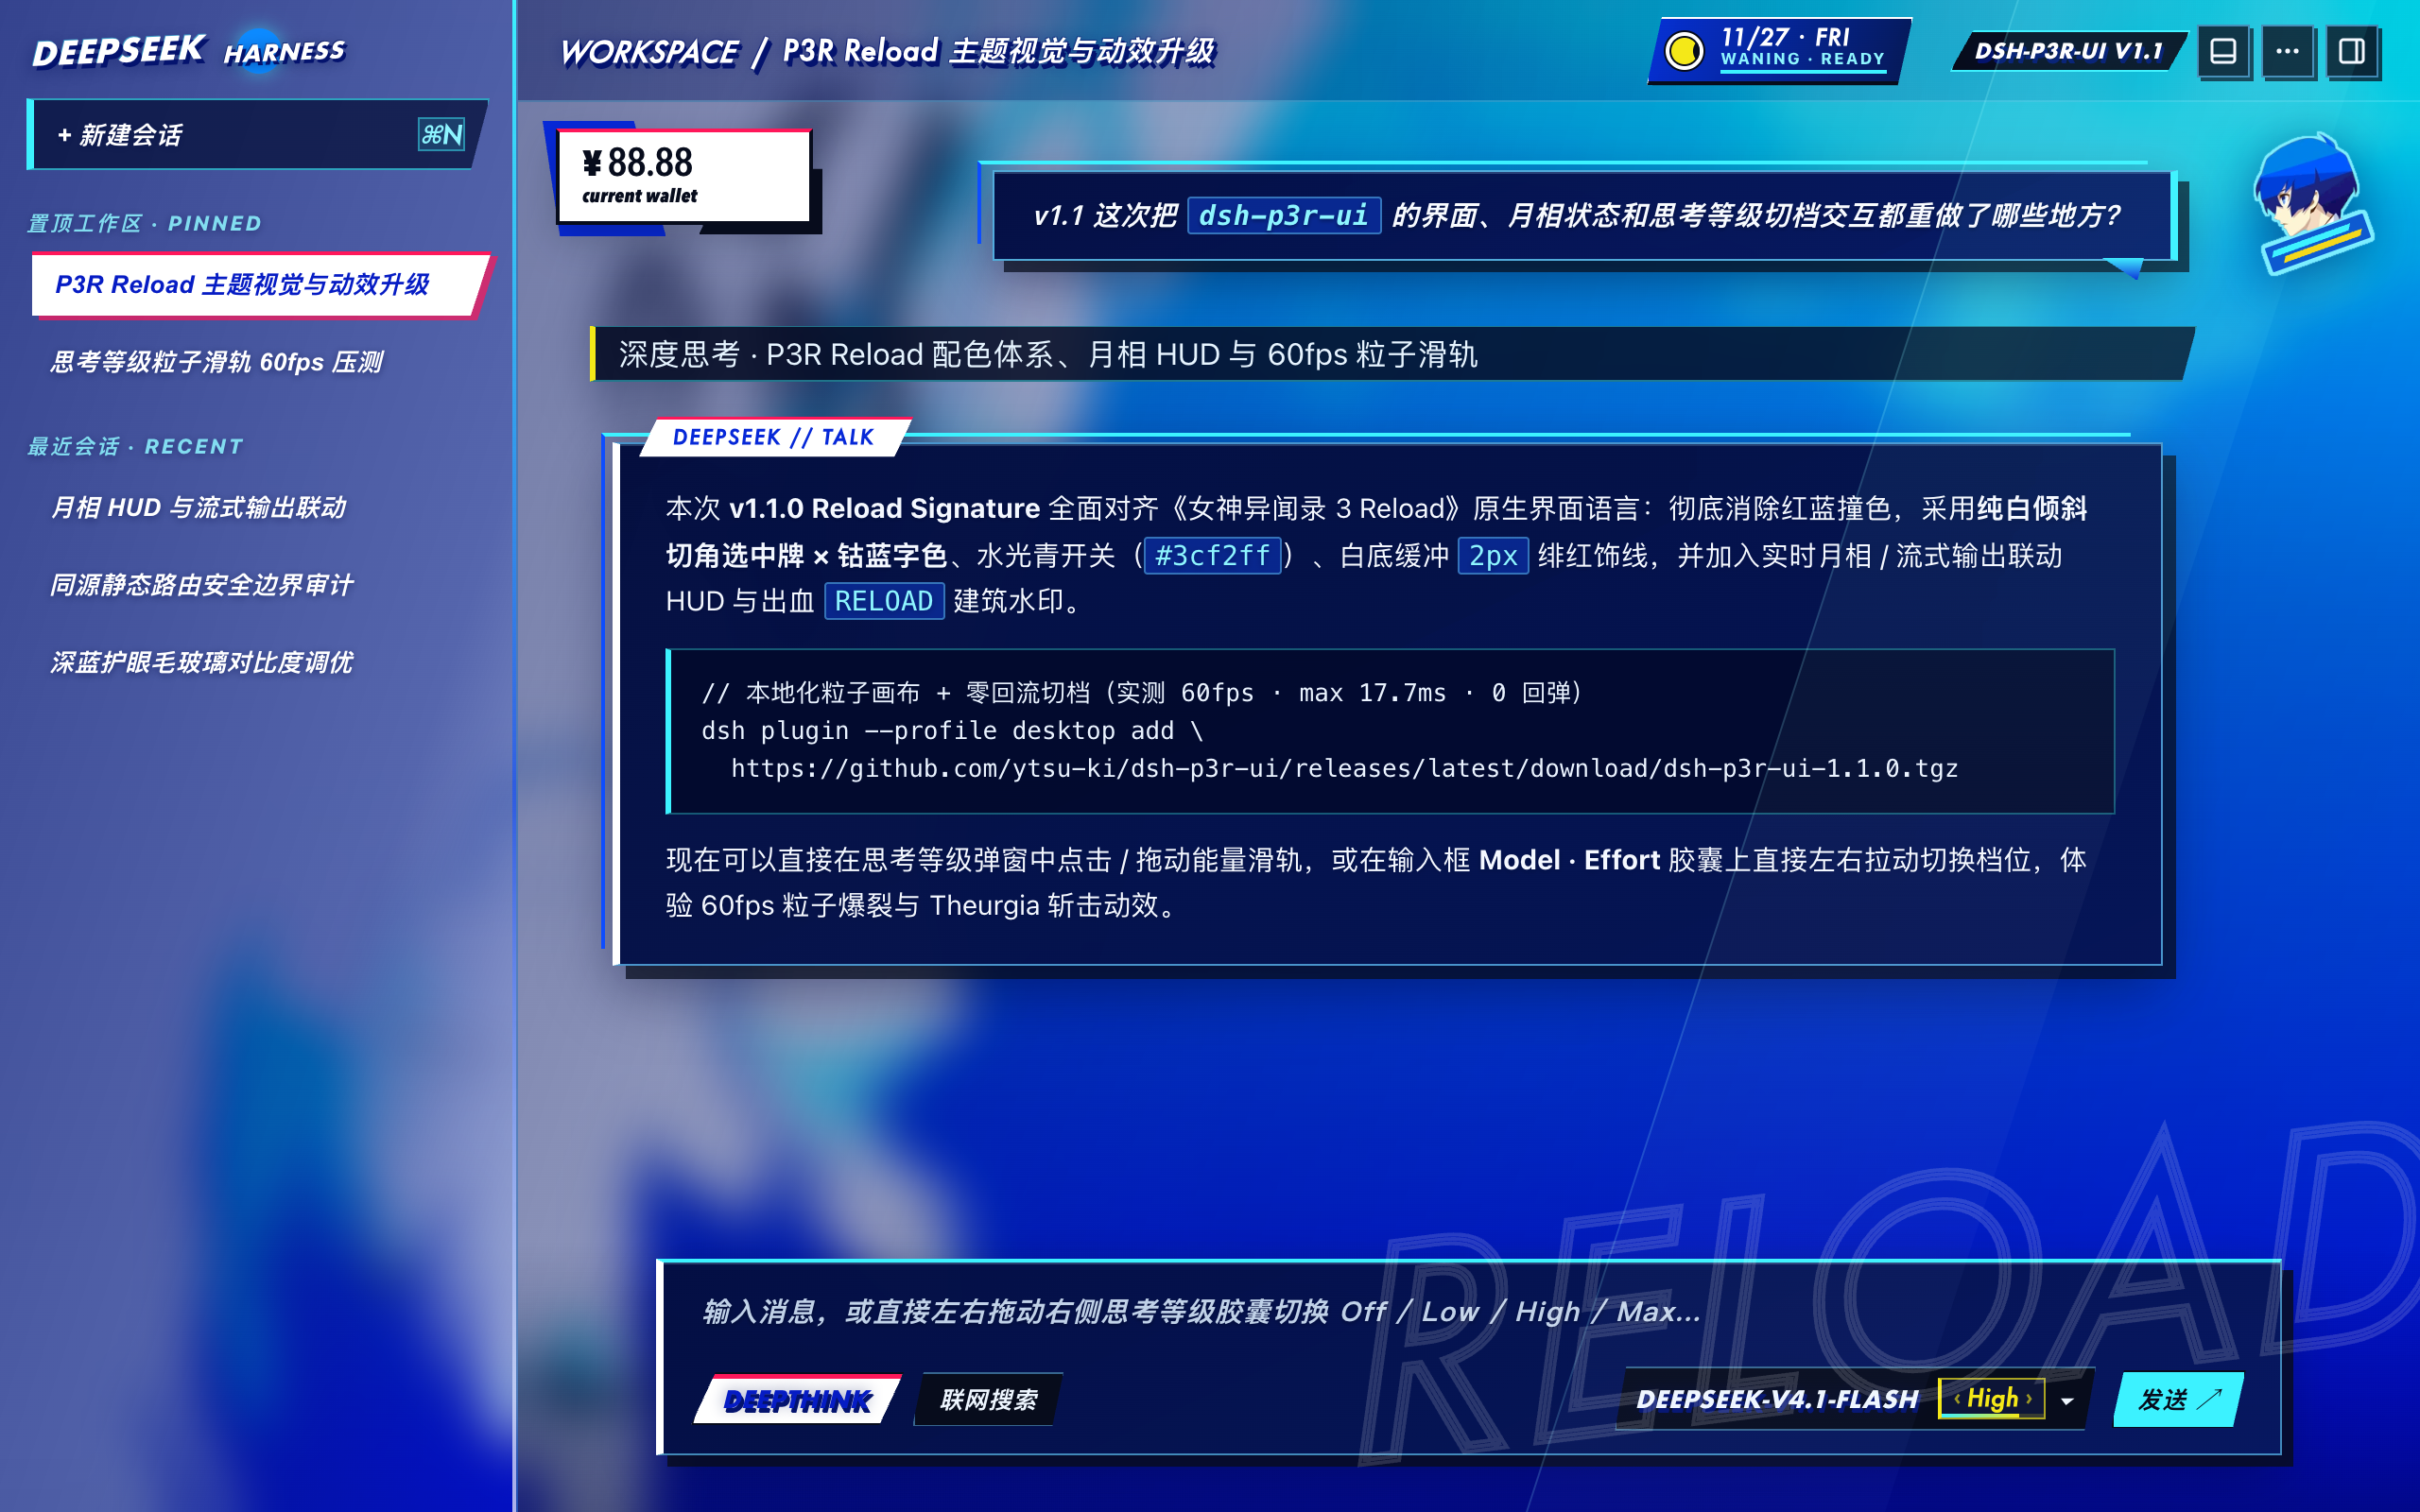 DEEPSEEK HARNESS
+ 新建会话 ⌘N
置顶工作区 · PINNED
P3R Reload 主题视觉与动效升级
思考等级粒子滑轨 60fps 压测
最近会话 · RECENT
月相 HUD 与流式输出联动
同源静态路由安全边界审计
深蓝护眼毛玻璃对比度调优
WORKSPACE / P3R Reload 主题视觉与动效升级
11/27 · FRI
WANING · READY
DSH-P3R-UI V1.1
¥ 88.88
current wallet
v1.1 这次把 dsh-p3r-ui 的界面、月相状态和思考等级切档交互都重做了哪些地方？
深度思考 · P3R Reload 配色体系、月相 HUD 与 60fps 粒子滑轨
DEEPSEEK // TALK
本次 v1.1.0 Reload Signature 全面对齐《女神异闻录 3 Reload》原生界面语言：彻底消除红蓝撞色，采用纯白倾斜
切角选中牌 × 钴蓝字色、水光青开关（#3cf2ff）、白底缓冲 2px 绯红饰线，并加入实时月相 / 流式输出联动
HUD 与出血 RELOAD 建筑水印。
// 本地化粒子画布 + 零回流切档（实测 60fps · max 17.7ms · 0 回弹）
dsh plugin --profile desktop add \
https://github.com/ytsu-ki/dsh-p3r-ui/releases/latest/download/dsh-p3r-ui-1.1.0.tgz
现在可以直接在思考等级弹窗中点击 / 拖动能量滑轨，或在输入框 Model · Effort 胶囊上直接左右拉动切换档位，体
验 60fps 粒子爆裂与 Theurgia 斩击动效。
RELOAD
输入消息，或直接左右拖动右侧思考等级胶囊切换 Off / Low / High / Max...
DEEPTHINK 联网搜索 DEEPSEEK-V4.1-FLASH ‹ High › 发送 ↗